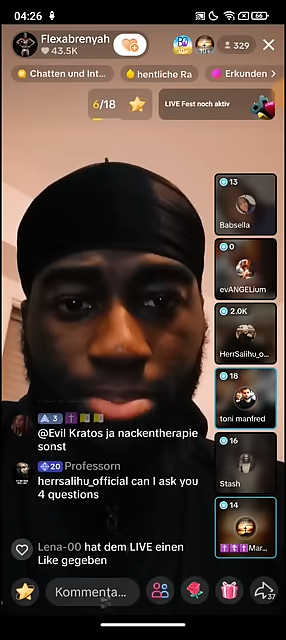 04:26
66
Flexabrenyah
43.5K
329
Chatten und Int...
hentliche Ra
Erkunden
6/18
LIVE Fest noch aktiv
13
Babsella
0
evANGELium
2.0K
HerrSalihu_o...
18
toni manfred
16
Stash
14
Mar...
3
@Evil Kratos ja nackentherapie
sonst
20 Professorn
herrsalihu_official can I ask you
4 questions
Lena-00 hat dem LIVE einen
Like gegeben
Kommenta...
37